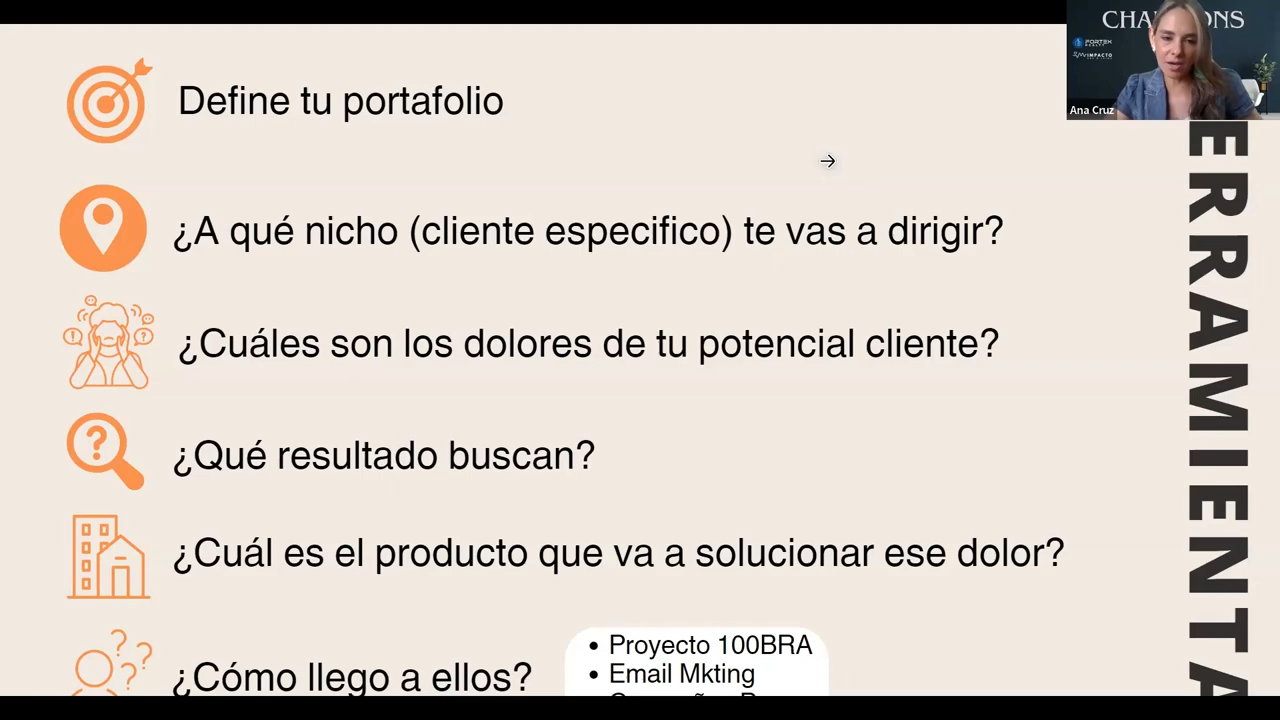 Define tu portafolio
¿A qué nicho (cliente especifico) te vas a dirigir?
¿Cuáles son los dolores de tu potencial cliente?
¿Qué resultado buscan?
¿Cuál es el producto que va a solucionar ese dolor?
¿Cómo llego a ellos?
• Proyecto 100BRA
• Email Mkting
ERRAMIENTA
Ana Cruz
IMPACTO